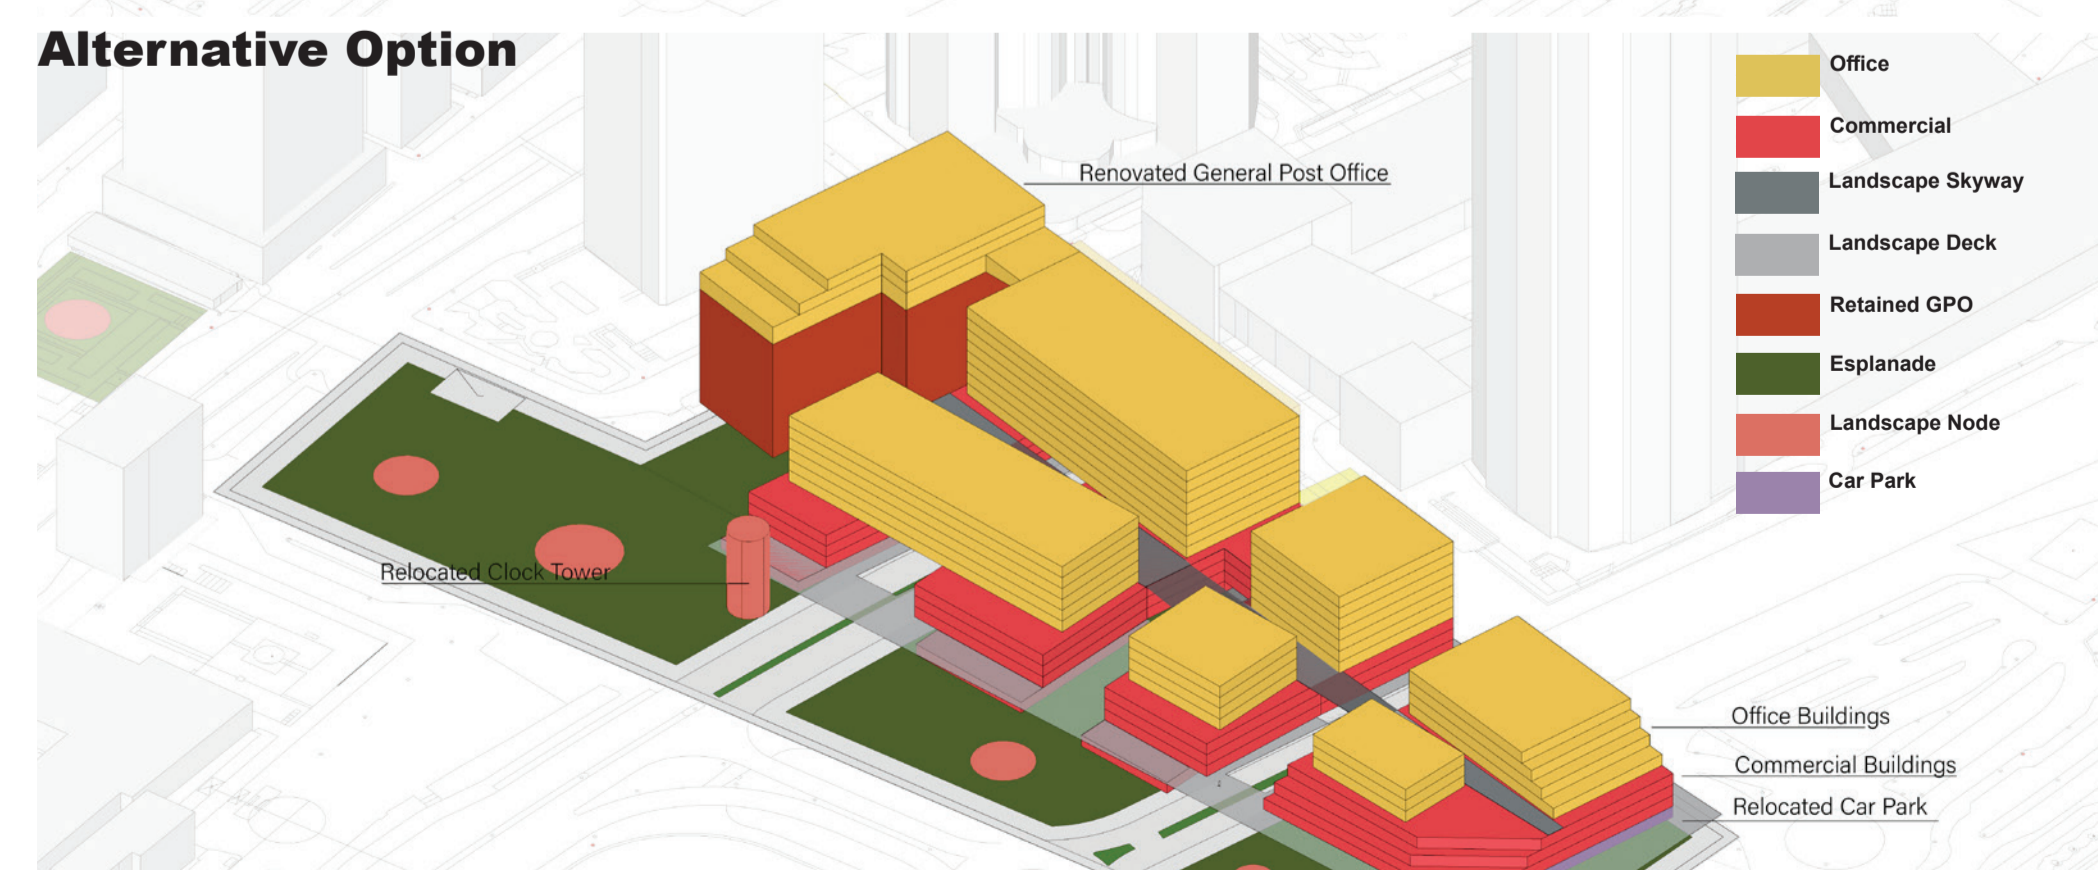 Alternative Option
Office
Commercial
Landscape Skyway
Landscape Deck
Retained GPO
Esplanade
Landscape Node
Car Park
Renovated General Post Office
Relocated Clock Tower
Office Buildings
Commercial Buildings
Relocated Car Park